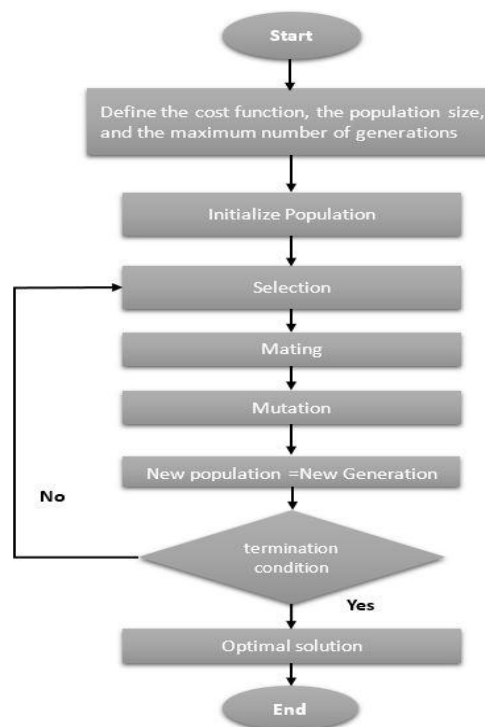 Start
Define the cost function, the population size,
and the maximum number of generations
Initialize Population
Selection
Mating
Mutation
New population =New Generation
No
termination
condition
Yes
Optimal solution
End